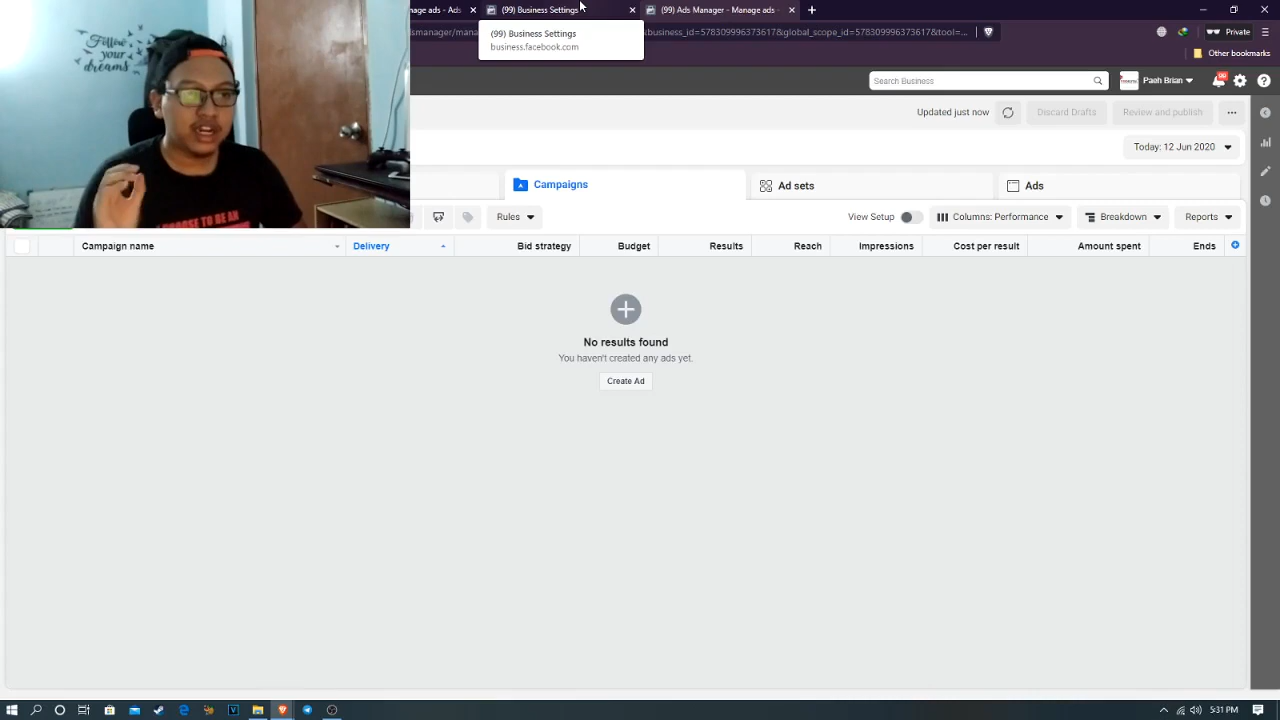 nage ads -
(99) Business Settings
(99) Ads Manager - Manage ads -
(99) Business Settings
business.facebook.com
business_id=578309996373617&global_scope_id=578309996373617&tool=...
Private
Other bookmarks
Follow
your
dreams
Search Business
Paeh Brian
Updated just now
Discard Drafts
Review and publish
Today: 12 Jun 2020
Campaigns
Ad sets
Ads
Rules
View Setup
Columns: Performance
Breakdown
Reports
Campaign name
Delivery
Bid strategy
Budget
Results
Reach
Impressions
Cost per result
Amount spent
Ends
No results found
You haven't created any ads yet.
Create Ad
5:31 PM